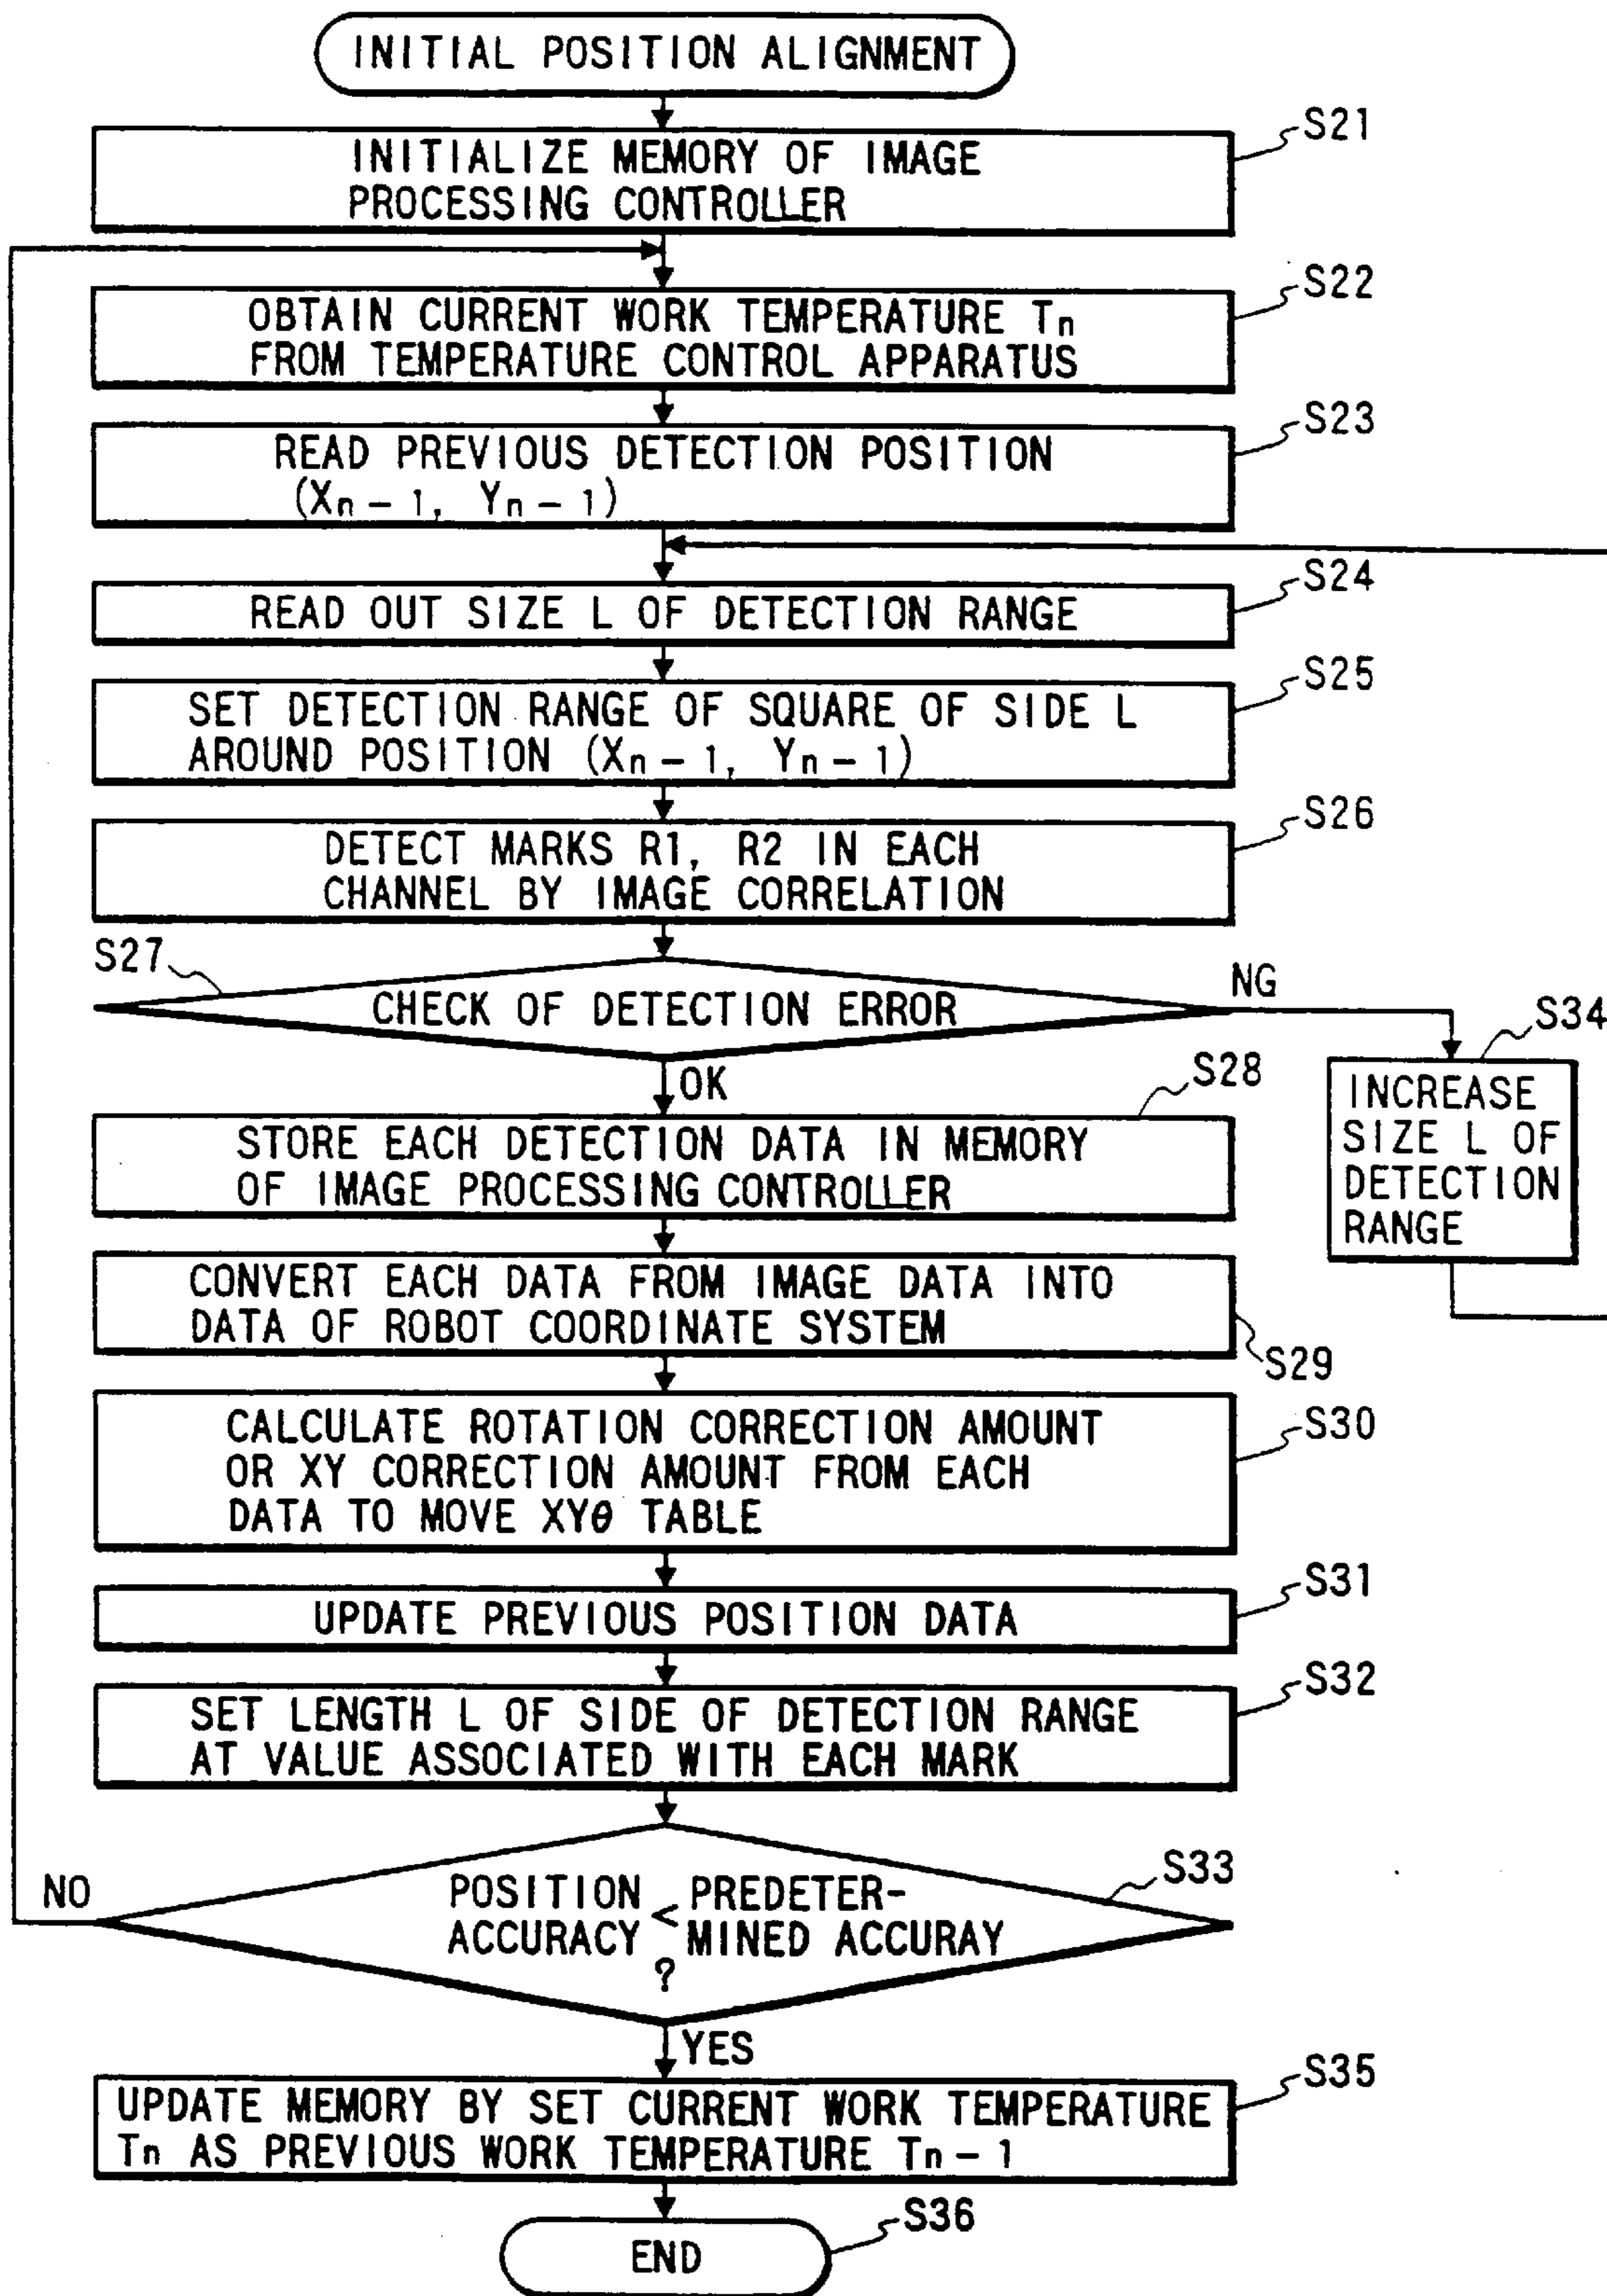 INITIAL POSITION ALIGNMENT
S21
INITIALIZE MEMORY OF IMAGE
PROCESSING CONTROLLER
S22
OBTAIN CURRENT WORK TEMPERATURE Tn
FROM TEMPERATURE CONTROL APPARATUS
S23
READ PREVIOUS DETECTION POSITION
(Xn-1, Yn-1)
S24
READ OUT SIZE L OF DETECTION RANGE
S25
SET DETECTION RANGE OF SQUARE OF SIDE L
AROUND POSITION (Xn-1, Yn-1)
S26
DETECT MARKS R1, R2 IN EACH
CHANNEL BY IMAGE CORRELATION
S27
CHECK OF DETECTION ERROR
NG
S34
INCREASE
SIZE L OF
DETECTION
RANGE
OK
S28
STORE EACH DETECTION DATA IN MEMORY
OF IMAGE PROCESSING CONTROLLER
CONVERT EACH DATA FROM IMAGE DATA INTO
DATA OF ROBOT COORDINATE SYSTEM
S29
S30
CALCULATE ROTATION CORRECTION AMOUNT
OR XY CORRECTION AMOUNT FROM EACH
DATA TO MOVE XYθ TABLE
S31
UPDATE PREVIOUS POSITION DATA
S32
SET LENGTH L OF SIDE OF DETECTION RANGE
AT VALUE ASSOCIATED WITH EACH MARK
S33
NO
POSITION < PREDETER-
ACCURACY MINED ACCURAY
?
YES
S35
UPDATE MEMORY BY SET CURRENT WORK TEMPERATURE
Tn AS PREVIOUS WORK TEMPERATURE Tn-1
S36
END